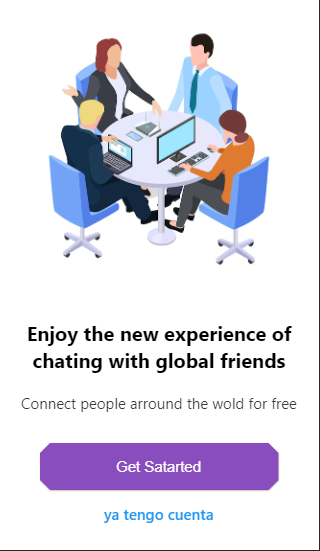 Enjoy the new experience of
chating with global friends
Connect people arround the wold for free
Get Satarted
ya tengo cuenta